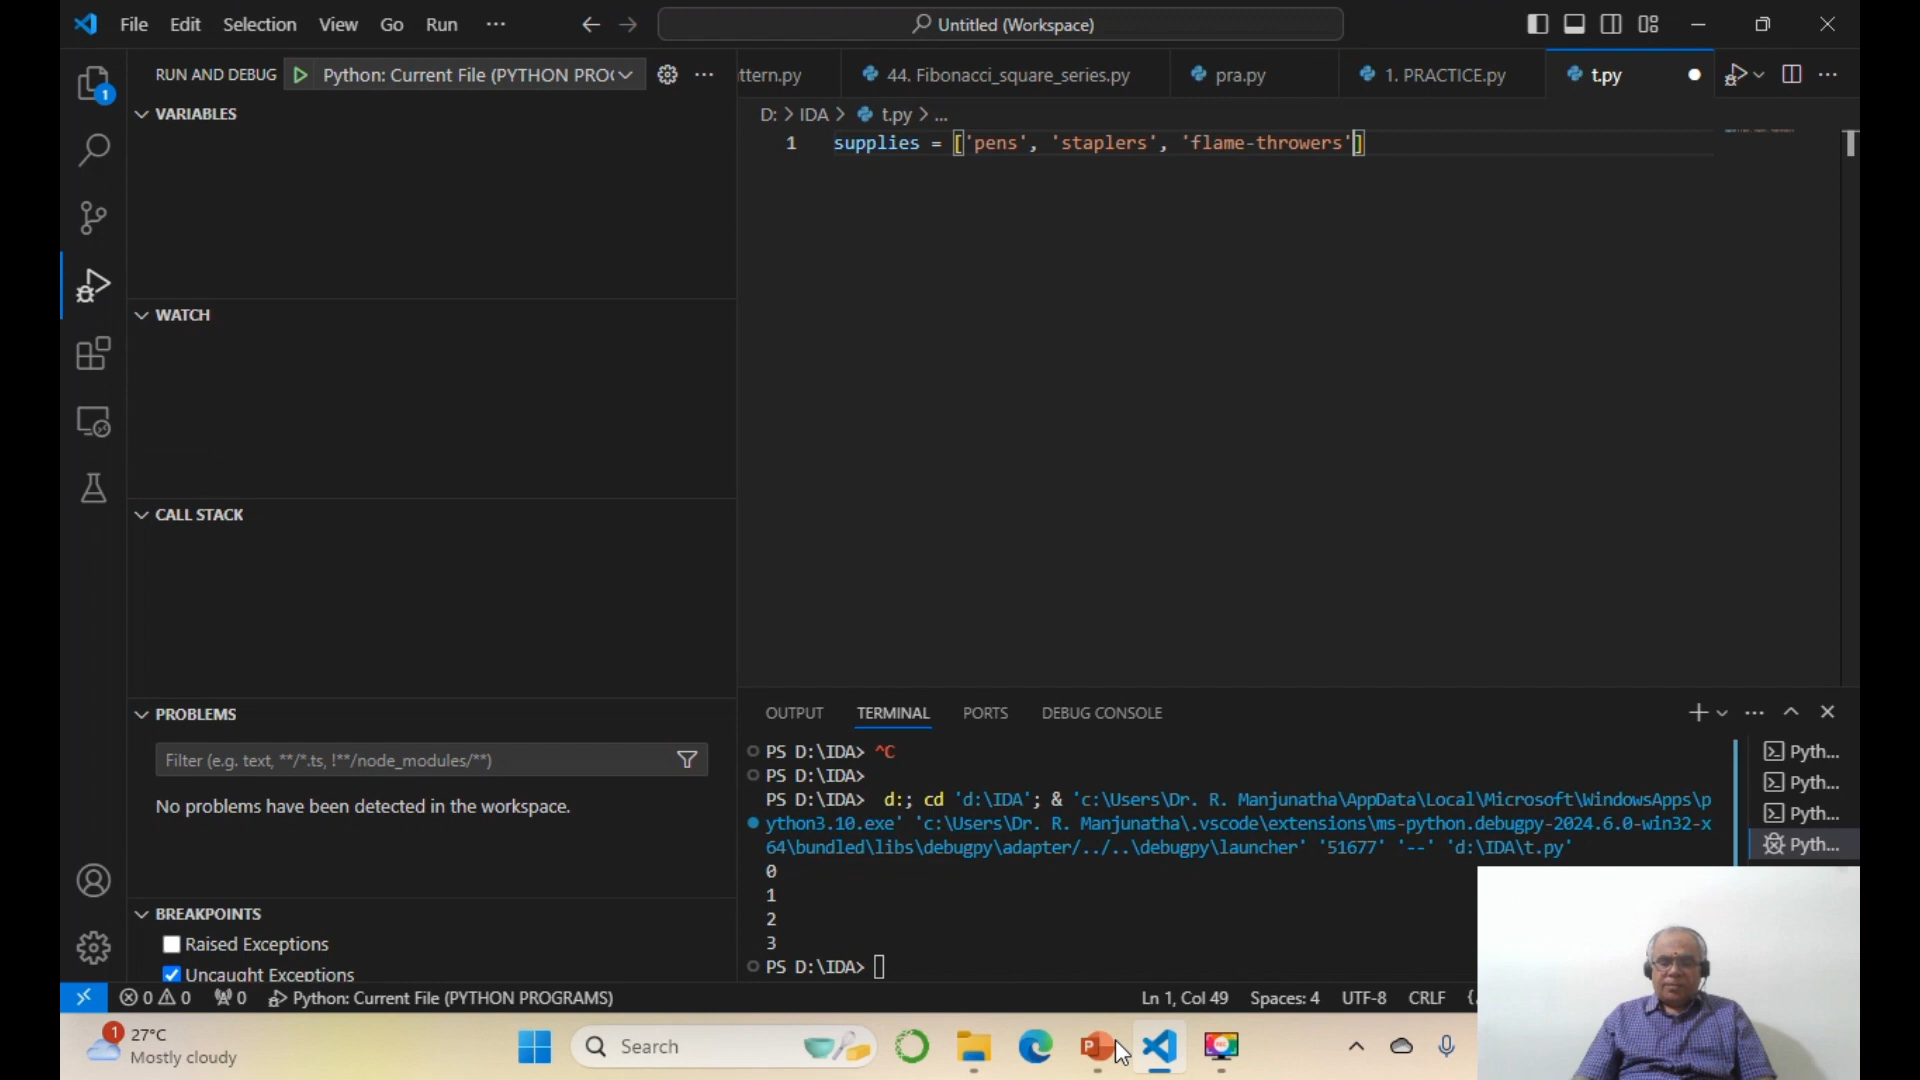 File Edit Selection View Go Run ··· Untitled (Workspace)
RUN AND DEBUG Python: Current File (PYTHON PRO
ttern.py 44. Fibonacci_square_series.py pra.py 1. PRACTICE.py t.py
VARIABLES
D: > IDA > t.py > ...
1 supplies = ['pens', 'staplers', 'flame-throwers']
WATCH
CALL STACK
PROBLEMS
Filter (e.g. text, **/*.ts, !**/node_modules/**)
No problems have been detected in the workspace.
BREAKPOINTS
Raised Exceptions
Uncaught Exceptions
OUTPUT TERMINAL PORTS DEBUG CONSOLE
PS D:\IDA> ^C
PS D:\IDA>
PS D:\IDA> d:; cd 'd:\IDA'; & 'c:\Users\Dr. R. Manjunatha\AppData\Local\Microsoft\WindowsApps\p
ython3.10.exe' 'c:\Users\Dr. R. Manjunatha\.vscode\extensions\ms-python.debugpy-2024.6.0-win32-x
64\bundled\libs\debugpy\adapter/../..\debugpy\launcher' '51677' '--' 'd:\IDA\t.py'
0
1
2
3
PS D:\IDA>
Pyth...
Pyth...
Pyth...
Pyth...
0 0 0 Python: Current File (PYTHON PROGRAMS) Ln 1, Col 49 Spaces: 4 UTF-8 CRLF {
27°C
Mostly cloudy
Search